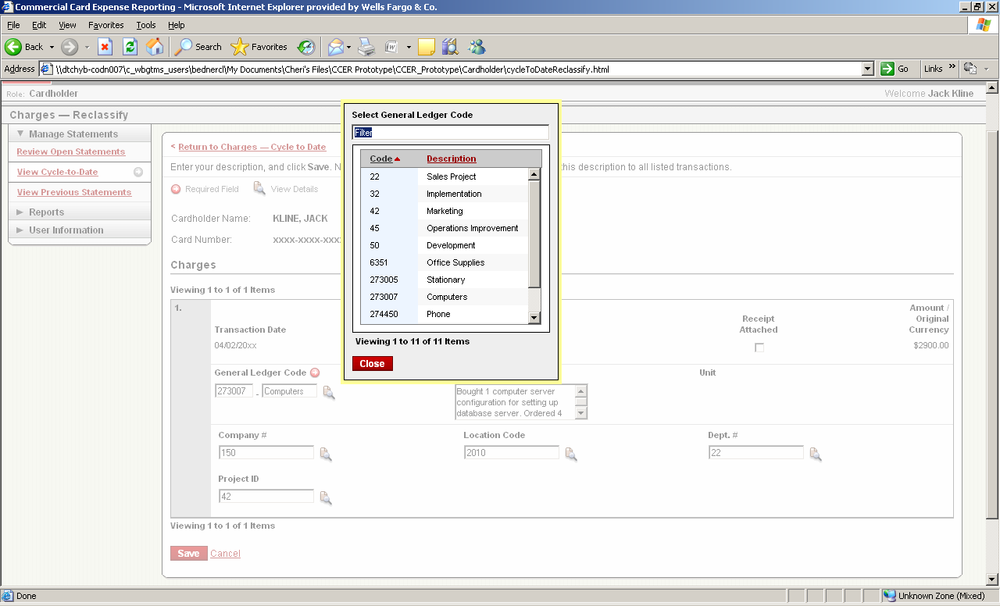 Commercial Card Expense Reporting - Microsoft Internet Explorer provided by Wells Fargo & Co.
File Edit View Favorites Tools Help
Back Search Favorites
Address \\dtchyb-codn007\c_wbgtms_users\bednercl\My Documents\Cheri's Files\CCER Prototype\CCER_Prototype\Cardholder\cycleToDateReclassify.html Go Links »
Role: Cardholder Welcome Jack Kline
Charges — Reclassify
Manage Statements
Review Open Statements
View Cycle-to-Date
View Previous Statements
Reports
User Information
< Return to Charges — Cycle to Date
Enter your description, and click Save. N this description to all listed transactions.
Required Field View Details
Cardholder Name: KLINE, JACK
Card Number: xxxx-xxxx-xxx
Charges
Viewing 1 to 1 of 1 Items
1.
Transaction Date
04/02/20xx
Receipt
Attached
Amount /
Original
Currency
$2900.00
General Ledger Code
Unit
273007 - Computers
Bought 1 computer server
configuration for setting up
database server. Ordered 4
Company # Location Code Dept. #
150 2010 22
Project ID
42
Viewing 1 to 1 of 1 Items
Save Cancel
Select General Ledger Code
Filter
Code Description
22 Sales Project
32 Implementation
42 Marketing
45 Operations Improvement
50 Development
6351 Office Supplies
273005 Stationary
273007 Computers
274450 Phone
Viewing 1 to 11 of 11 Items
Close
Done Unknown Zone (Mixed)